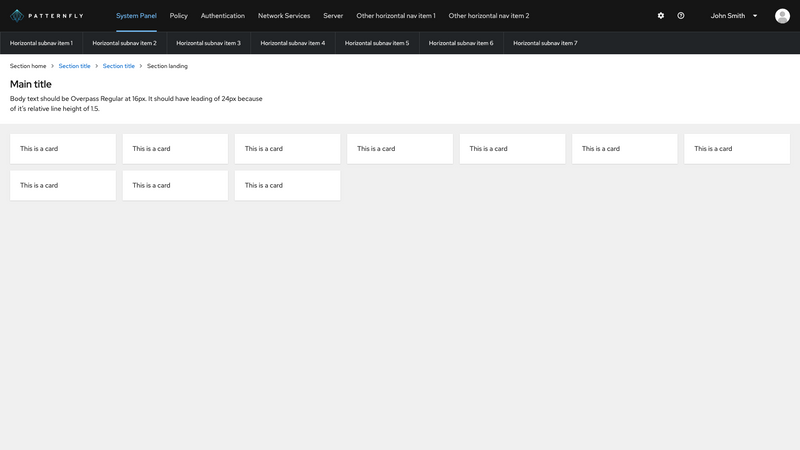 PATTERNFLY System Panel Policy Authentication Network Services Server Other horizontal nav item 1 Other horizontal nav item 2 John Smith
Horizontal subnav item 1 Horizontal subnav item 2 Horizontal subnav item 3 Horizontal subnav item 4 Horizontal subnav item 5 Horizontal subnav item 6 Horizontal subnav item 7
Section home > Section title > Section title > Section landing
Main title
Body text should be Overpass Regular at 16px. It should have leading of 24px because
of it's relative line height of 1.5.
This is a card This is a card This is a card This is a card This is a card This is a card This is a card
This is a card This is a card This is a card